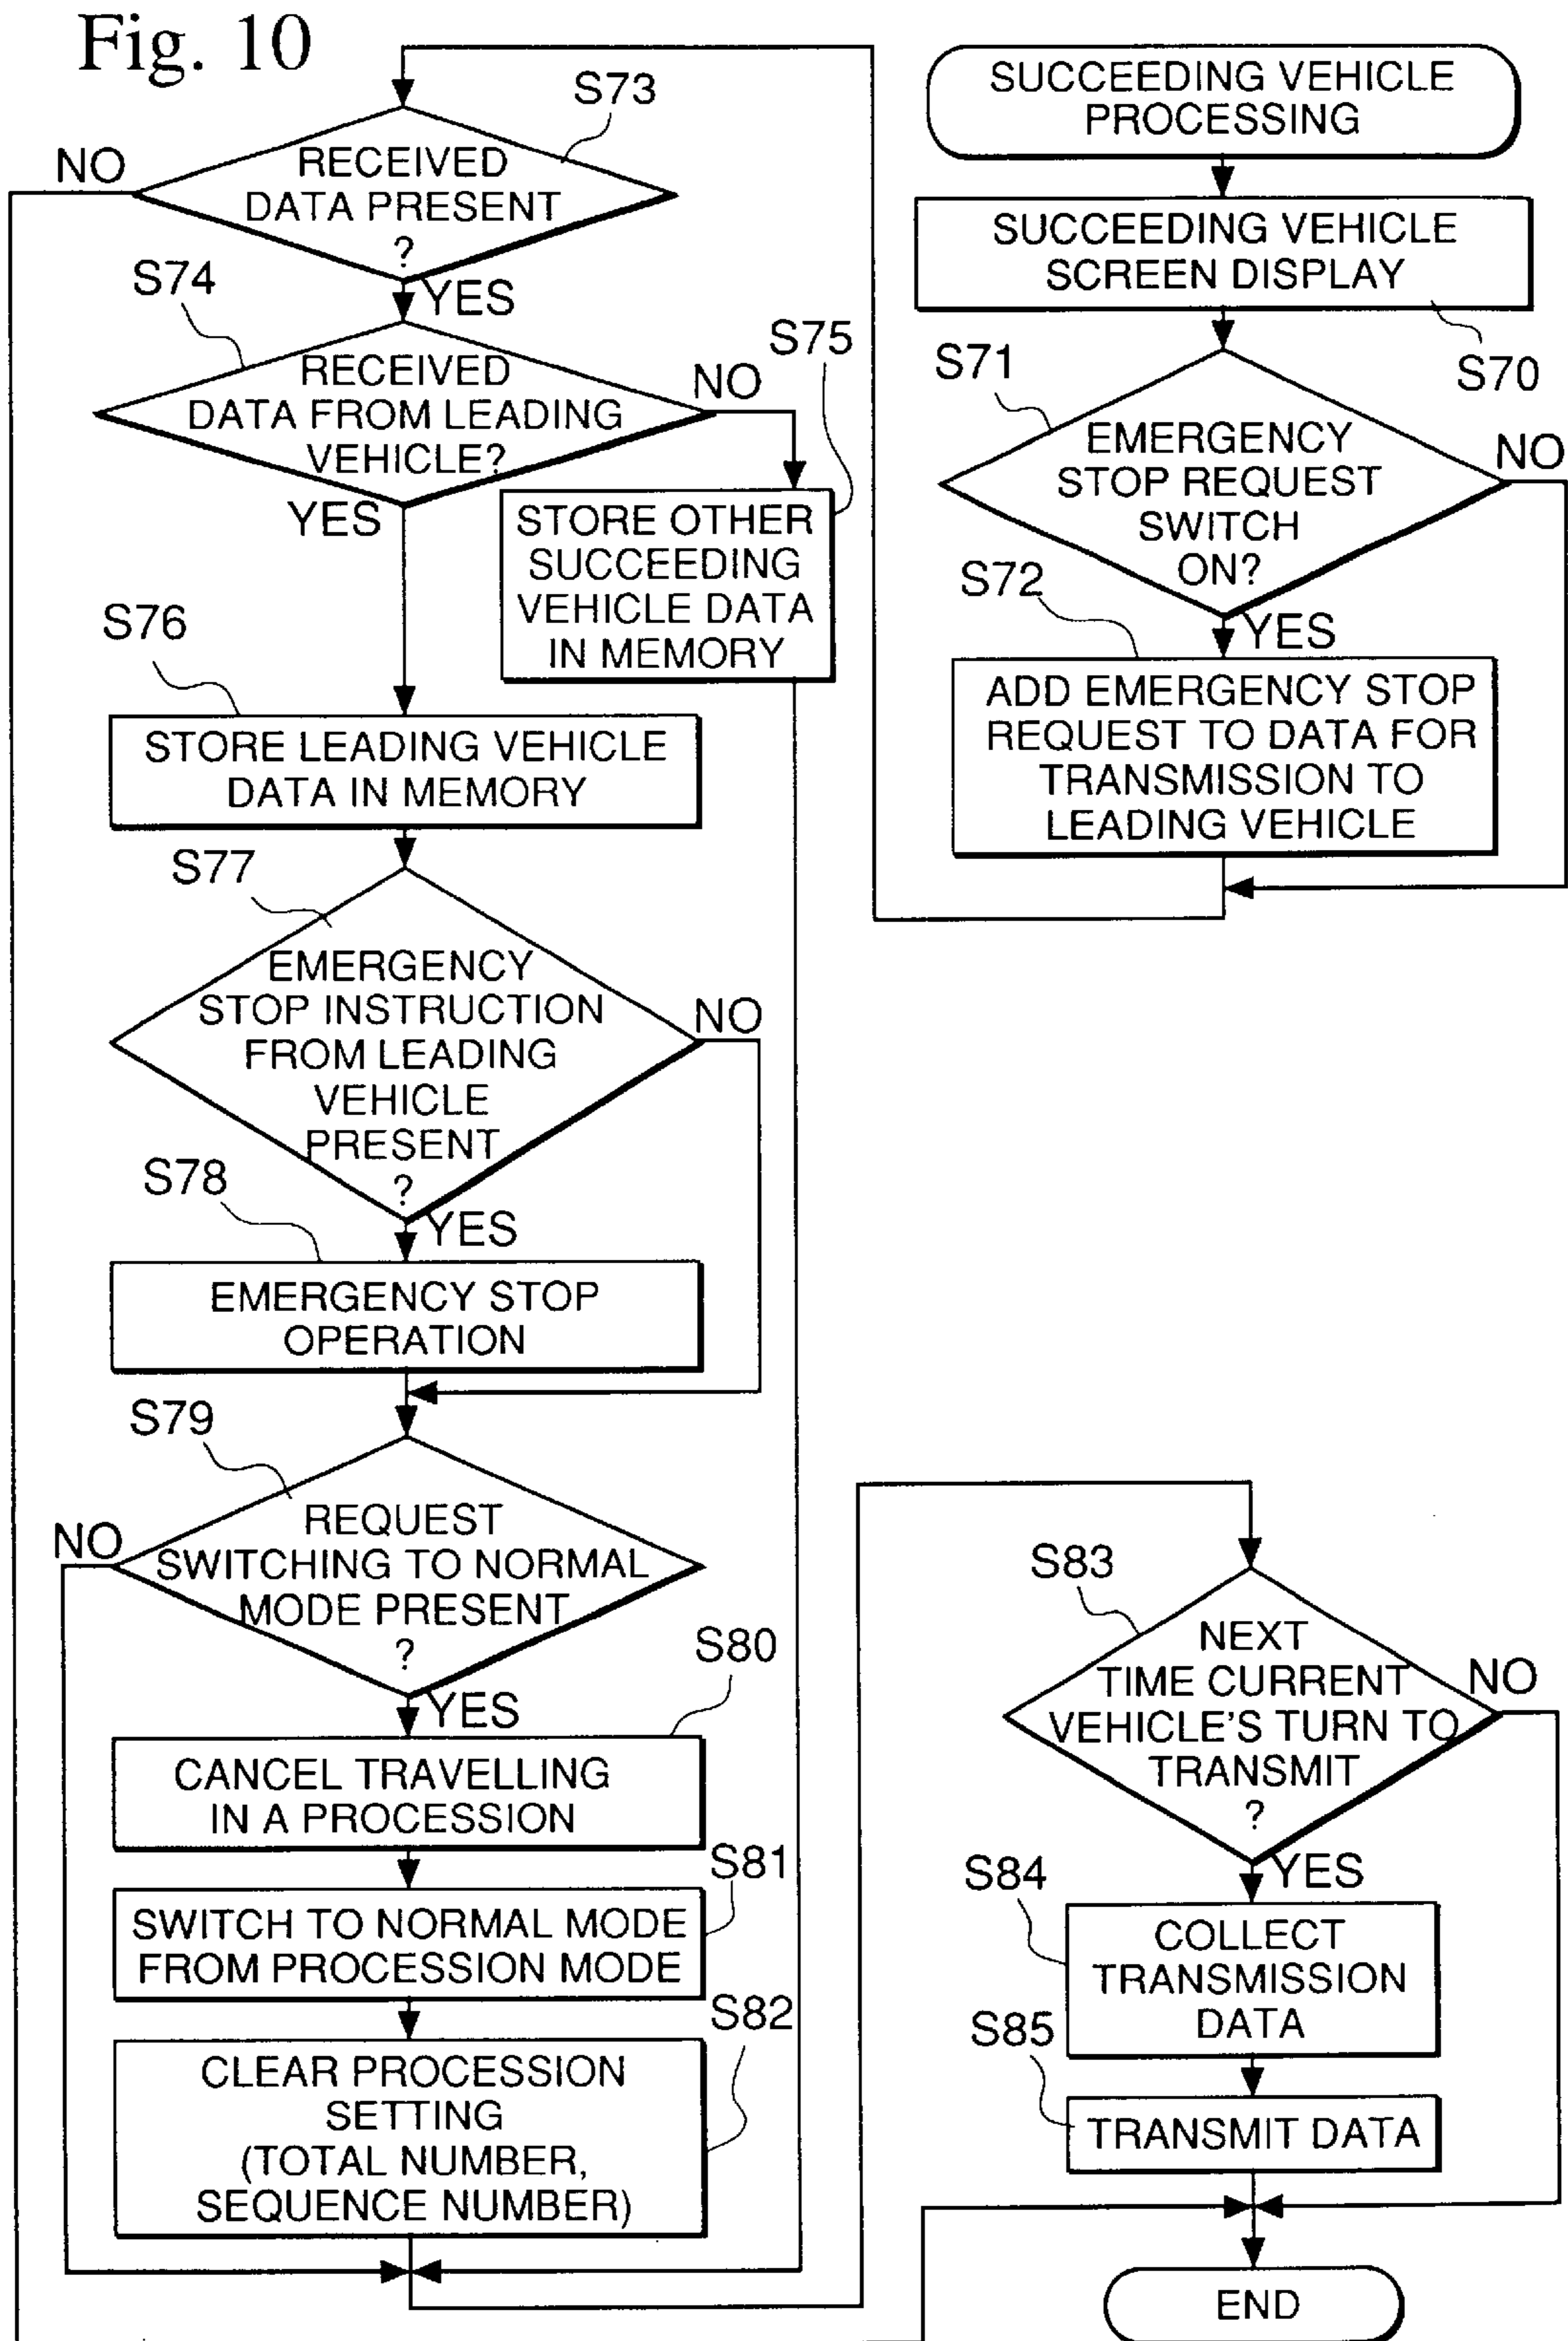 Fig. 10
SUCCEEDING VEHICLE
PROCESSING
SUCCEEDING VEHICLE
SCREEN DISPLAY
S70
S71
EMERGENCY
STOP REQUEST
SWITCH
ON?
NO
YES
S72
ADD EMERGENCY STOP
REQUEST TO DATA FOR
TRANSMISSION TO
LEADING VEHICLE
S73
RECEIVED
DATA PRESENT
?
NO
YES
S74
RECEIVED
DATA FROM LEADING
VEHICLE?
NO
YES
S75
STORE OTHER
SUCCEEDING
VEHICLE DATA
IN MEMORY
S76
STORE LEADING VEHICLE
DATA IN MEMORY
S77
EMERGENCY
STOP INSTRUCTION
FROM LEADING
VEHICLE
PRESENT
?
NO
YES
S78
EMERGENCY STOP
OPERATION
S79
REQUEST
SWITCHING TO NORMAL
MODE PRESENT
?
NO
YES
S80
CANCEL TRAVELLING
IN A PROCESSION
S81
SWITCH TO NORMAL MODE
FROM PROCESSION MODE
S82
CLEAR PROCESSION
SETTING
(TOTAL NUMBER,
SEQUENCE NUMBER)
S83
NEXT
TIME CURRENT
VEHICLE'S TURN TO
TRANSMIT
?
NO
YES
S84
COLLECT
TRANSMISSION
DATA
S85
TRANSMIT DATA
END